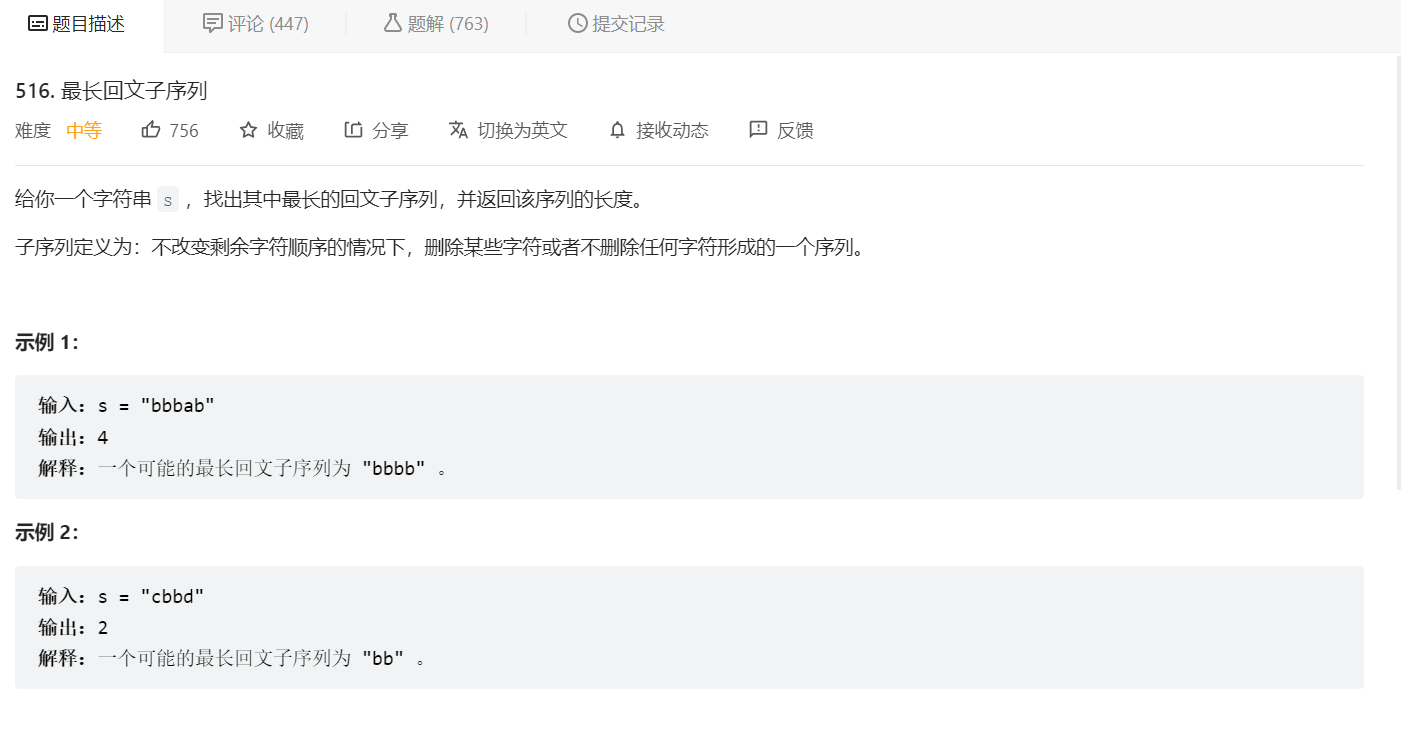 题目描述 评论 (447) 题解 (763) 提交记录
516. 最长回文子序列
难度 中等 756 收藏 分享 切换为英文 接收动态 反馈
给你一个字符串 s ，找出其中最长的回文子序列，并返回该序列的长度。
子序列定义为：不改变剩余字符顺序的情况下，删除某些字符或者不删除任何字符形成的一个序列。
示例 1：
输入：s = "bbbab"
输出：4
解释：一个可能的最长回文子序列为 "bbbb" 。
示例 2：
输入：s = "cbbd"
输出：2
解释：一个可能的最长回文子序列为 "bb" 。